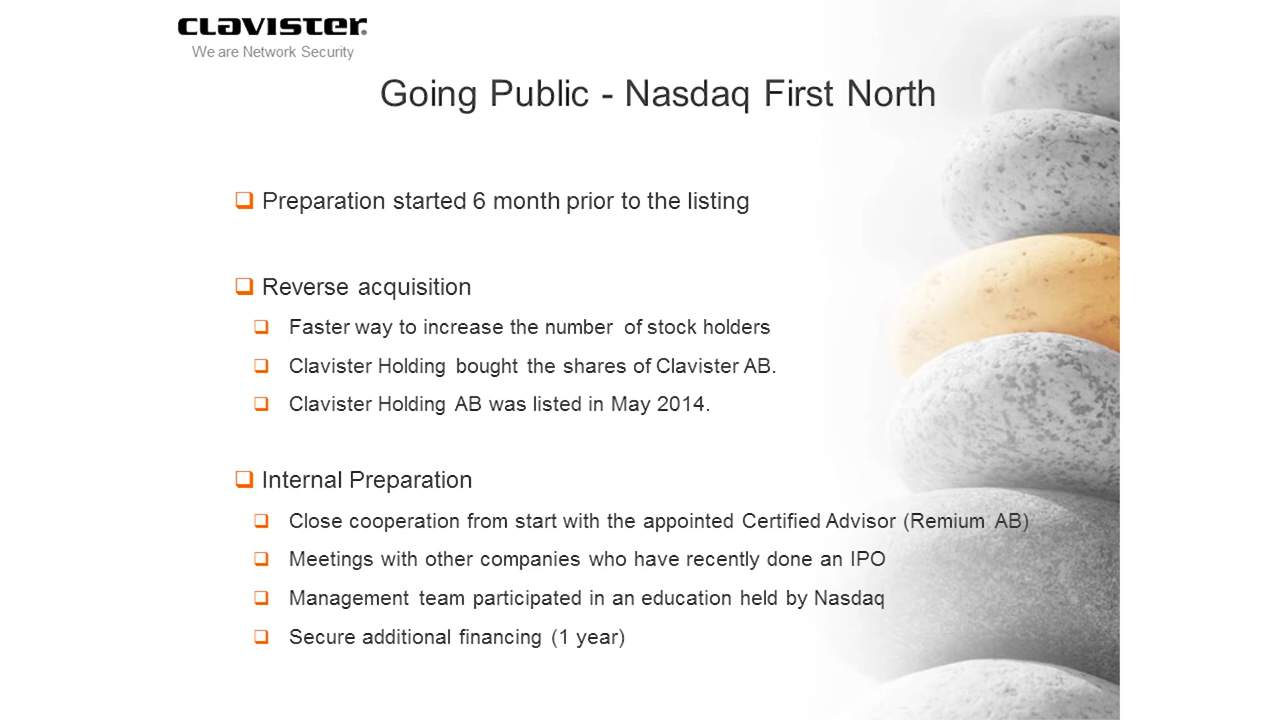 CLAVISTER®
We are Network Security
Going Public - Nasdaq First North
Preparation started 6 month prior to the listing
Reverse acquisition
Faster way to increase the number of stock holders
Clavister Holding bought the shares of Clavister AB.
Clavister Holding AB was listed in May 2014.
Internal Preparation
Close cooperation from start with the appointed Certified Advisor (Remium AB)
Meetings with other companies who have recently done an IPO
Management team participated in an education held by Nasdaq
Secure additional financing (1 year)